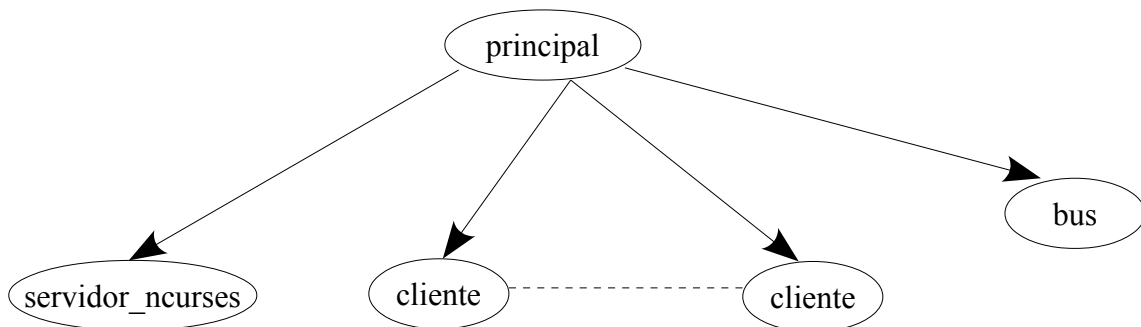 principal
bus
servidor_ncurses
cliente
cliente